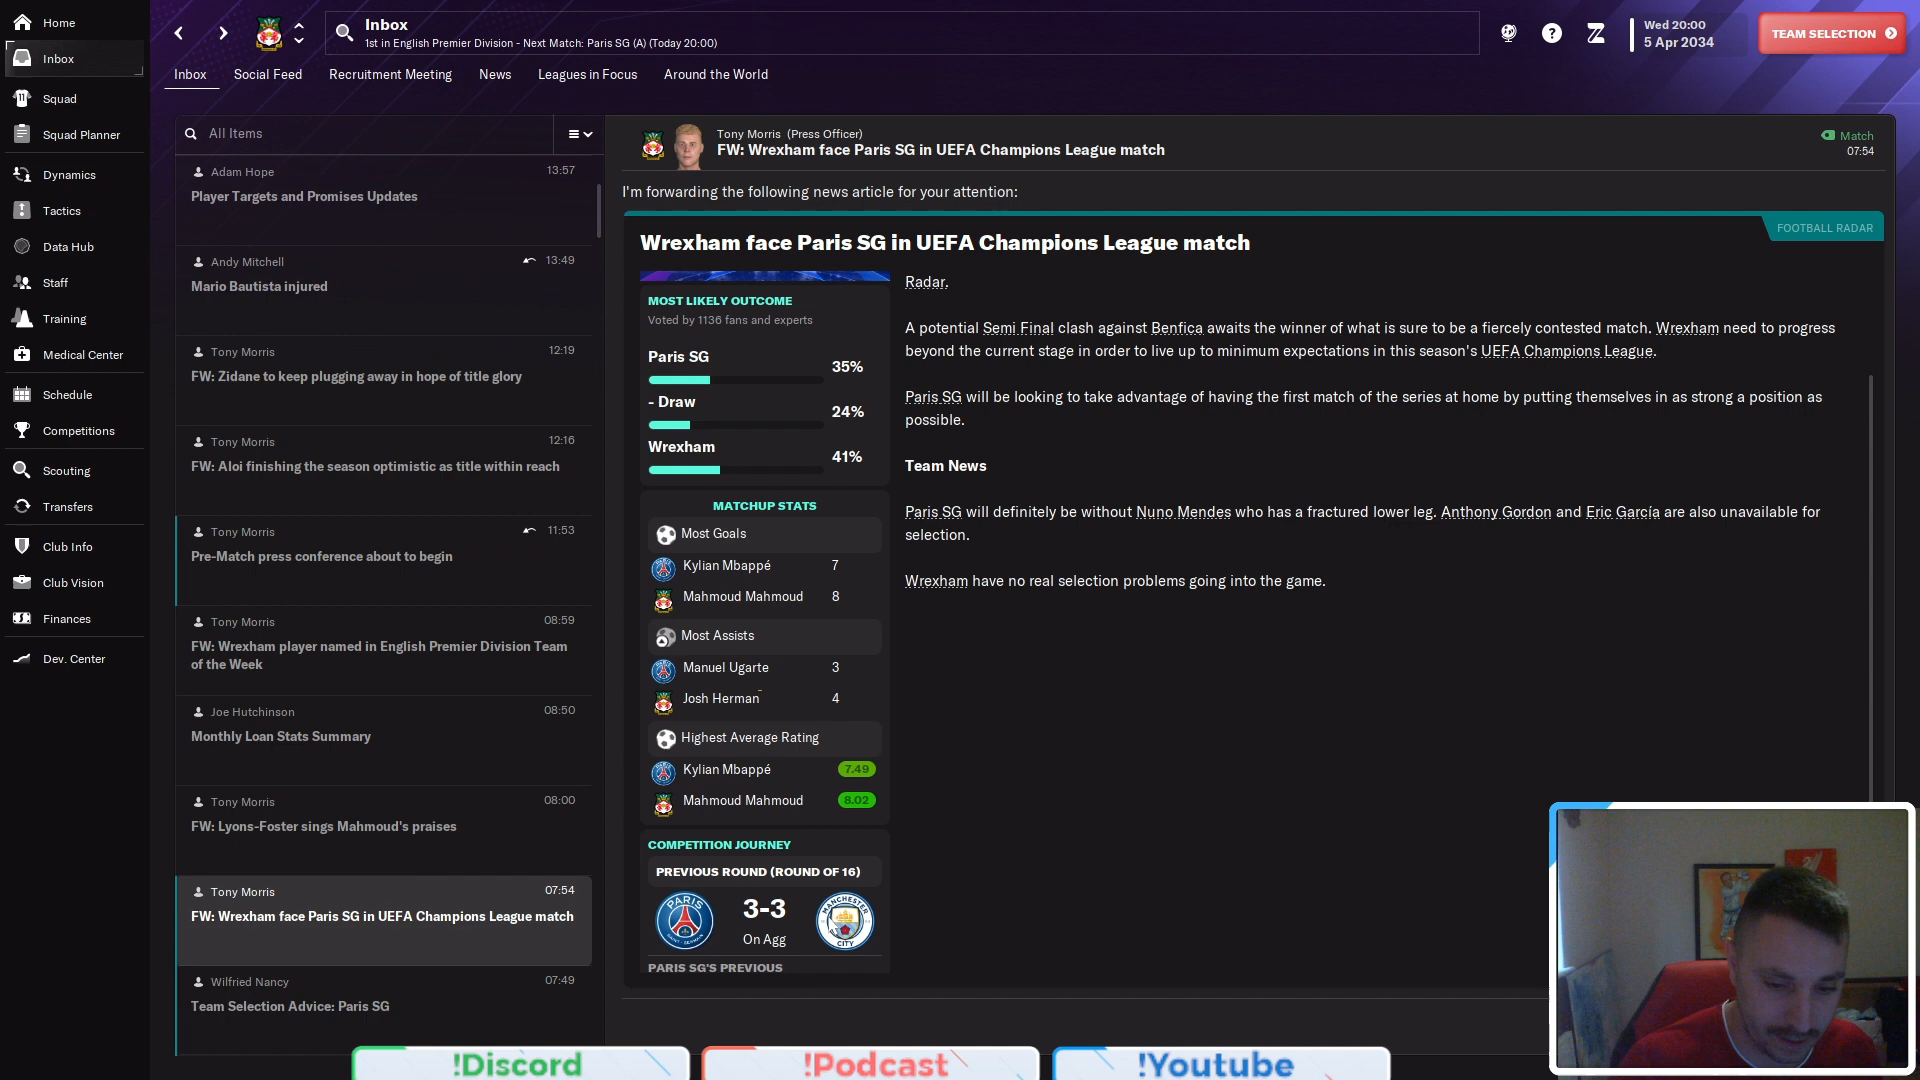 Home
Inbox
Squad
Squad Planner
Dynamics
Tactics
Data Hub
Staff
Training
Medical Center
Schedule
Competitions
Scouting
Transfers
Club Info
Club Vision
Finances
Dev. Center
Inbox
1st in English Premier Division - Next Match: Paris SG (A) (Today 20:00)
Wed 20:00
5 Apr 2034
TEAM SELECTION
Inbox Social Feed Recruitment Meeting News Leagues in Focus Around the World
All Items
Adam Hope 13:57
Player Targets and Promises Updates
Andy Mitchell 13:49
Mario Bautista injured
Tony Morris 12:19
FW: Zidane to keep plugging away in hope of title glory
Tony Morris 12:16
FW: Aloi finishing the season optimistic as title within reach
Tony Morris 11:53
Pre-Match press conference about to begin
Tony Morris 08:59
FW: Wrexham player named in English Premier Division Team
of the Week
Joe Hutchinson 08:50
Monthly Loan Stats Summary
Tony Morris 08:00
FW: Lyons-Foster sings Mahmoud's praises
Tony Morris 07:54
FW: Wrexham face Paris SG in UEFA Champions League match
Wilfried Nancy 07:49
Team Selection Advice: Paris SG
Tony Morris (Press Officer)
FW: Wrexham face Paris SG in UEFA Champions League match
Match
07:54
I'm forwarding the following news article for your attention:
FOOTBALL RADAR
Wrexham face Paris SG in UEFA Champions League match
MOST LIKELY OUTCOME
Voted by 1136 fans and experts
Paris SG 35%
- Draw 24%
Wrexham 41%
MATCHUP STATS
Most Goals
Kylian Mbappé 7
Mahmoud Mahmoud 8
Most Assists
Manuel Ugarte 3
Josh Herman 4
Highest Average Rating
Kylian Mbappé 7.49
Mahmoud Mahmoud 8.02
COMPETITION JOURNEY
PREVIOUS ROUND (ROUND OF 16)
PARIS
SAINT-GERMAIN
3-3
On Agg
MANCHESTER
CITY
PARIS SG'S PREVIOUS
Radar.
A potential Semi Final clash against Benfica awaits the winner of what is sure to be a fiercely contested match. Wrexham need to progress
beyond the current stage in order to live up to minimum expectations in this season's UEFA Champions League.
Paris SG will be looking to take advantage of having the first match of the series at home by putting themselves in as strong a position as
possible.
Team News
Paris SG will definitely be without Nuno Mendes who has a fractured lower leg. Anthony Gordon and Eric García are also unavailable for
selection.
Wrexham have no real selection problems going into the game.
!Discord
!Podcast
!Youtube